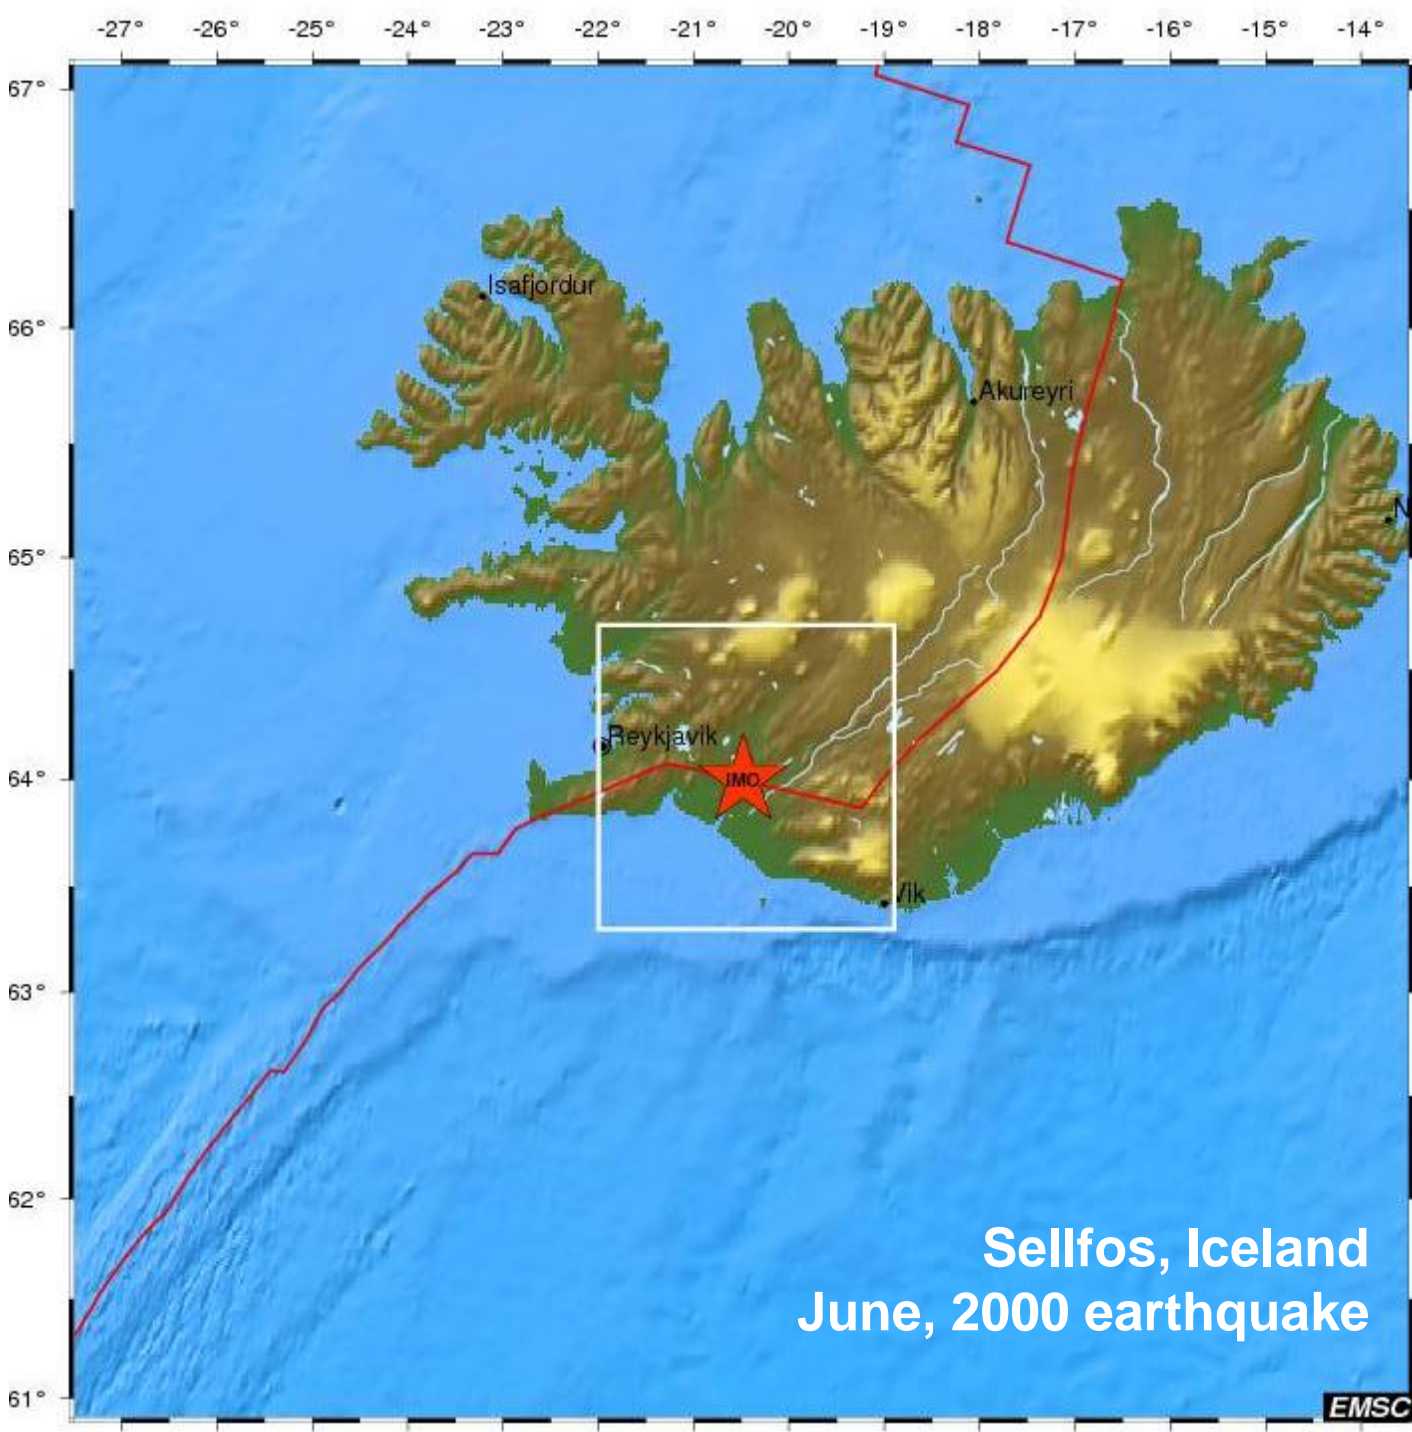 -27° -26° -25° -24° -23° -22° -21° -20° -19° -18° -17° -16° -15° -14°
67°
Isafjordur
66°
Akureyri
N
65°
Reykjavik
64°
IMO
Vik
63°
62°
Sellfos, Iceland
June, 2000 earthquake
61°
EMSC